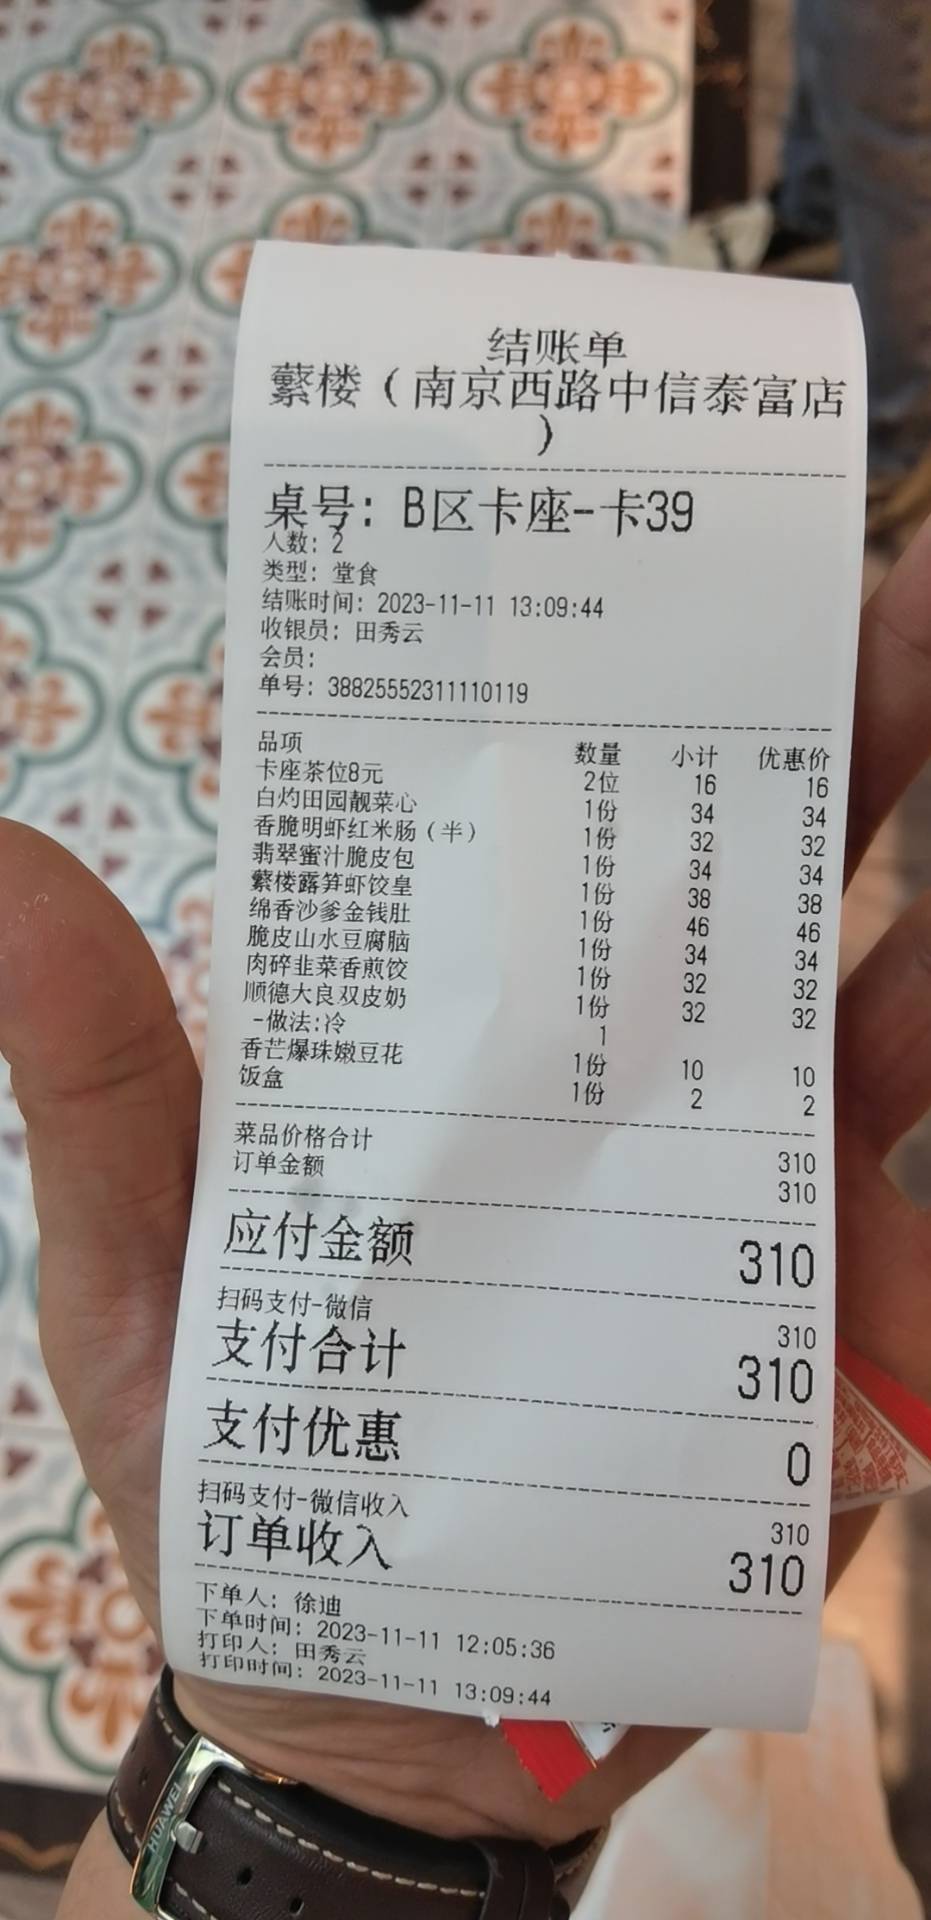 结账单
蘩楼（南京西路中信泰富店
）
桌号：B区卡座-卡39
人数：2
类型：堂食
结账时间：2023-11-11 13:09:44
收银员：田秀云
会员：
单号：38825552311110119
品项 数量 小计 优惠价
卡座茶位8元 2位 16 16
白灼田园靓菜心 1份 34 34
香脆明虾红米肠（半） 1份 32 32
翡翠蜜汁脆皮包 1份 34 34
蘩楼露笋虾饺皇 1份 38 38
绵香沙爹金钱肚 1份 46 46
脆皮山水豆腐脑 1份 34 34
肉碎韭菜香煎饺 1份 32 32
顺德大良双皮奶 1份 32 32
-做法:冷 1
香芒爆珠嫩豆花 1份 10 10
饭盒 1份 2 2
菜品价格合计 310
订单金额 310
应付金额 310
扫码支付-微信 310
支付合计 310
支付优惠 0
扫码支付-微信收入 310
订单收入 310
下单人：徐迪
下单时间：2023-11-11 12:05:36
打印人：田秀云
打印时间：2023-11-11 13:09:44
HUAWEI